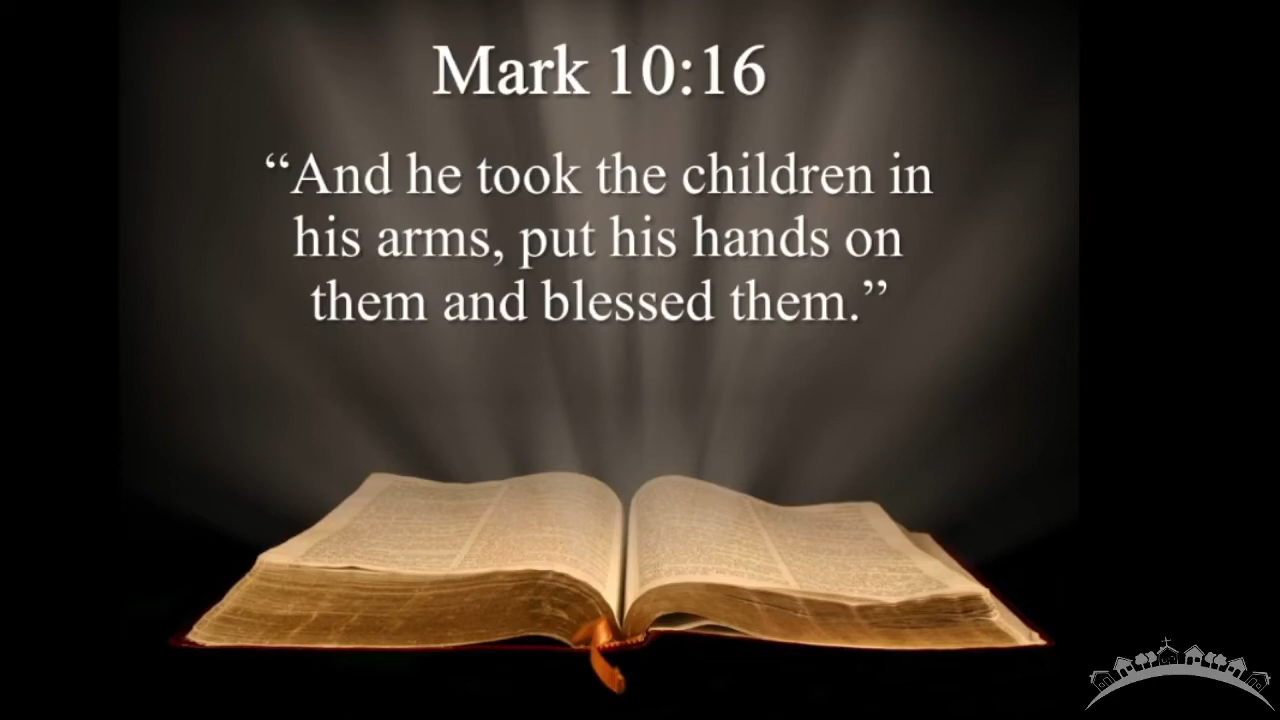 Mark 10:16
“And he took the children in
his arms, put his hands on
them and blessed them.”